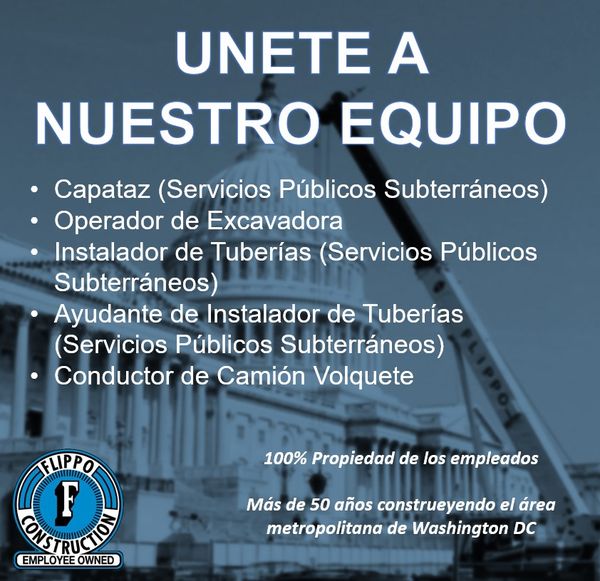 UNETE A
NUESTRO EQUIPO
• Capataz (Servicios Públicos Subterráneos)
• Operador de Excavadora
• Instalador de Tuberías (Servicios Públicos
Subterráneos)
• Ayudante de Instalador de Tuberías
(Servicios Públicos Subterráneos)
• Conductor de Camión Volquete
FLIPPO
100% Propiedad de los empleados
Más de 50 años construeyendo el área
metropolitana de Washington DC
FLIPPO
F
CONSTRUCTION
EMPLOYEE OWNED